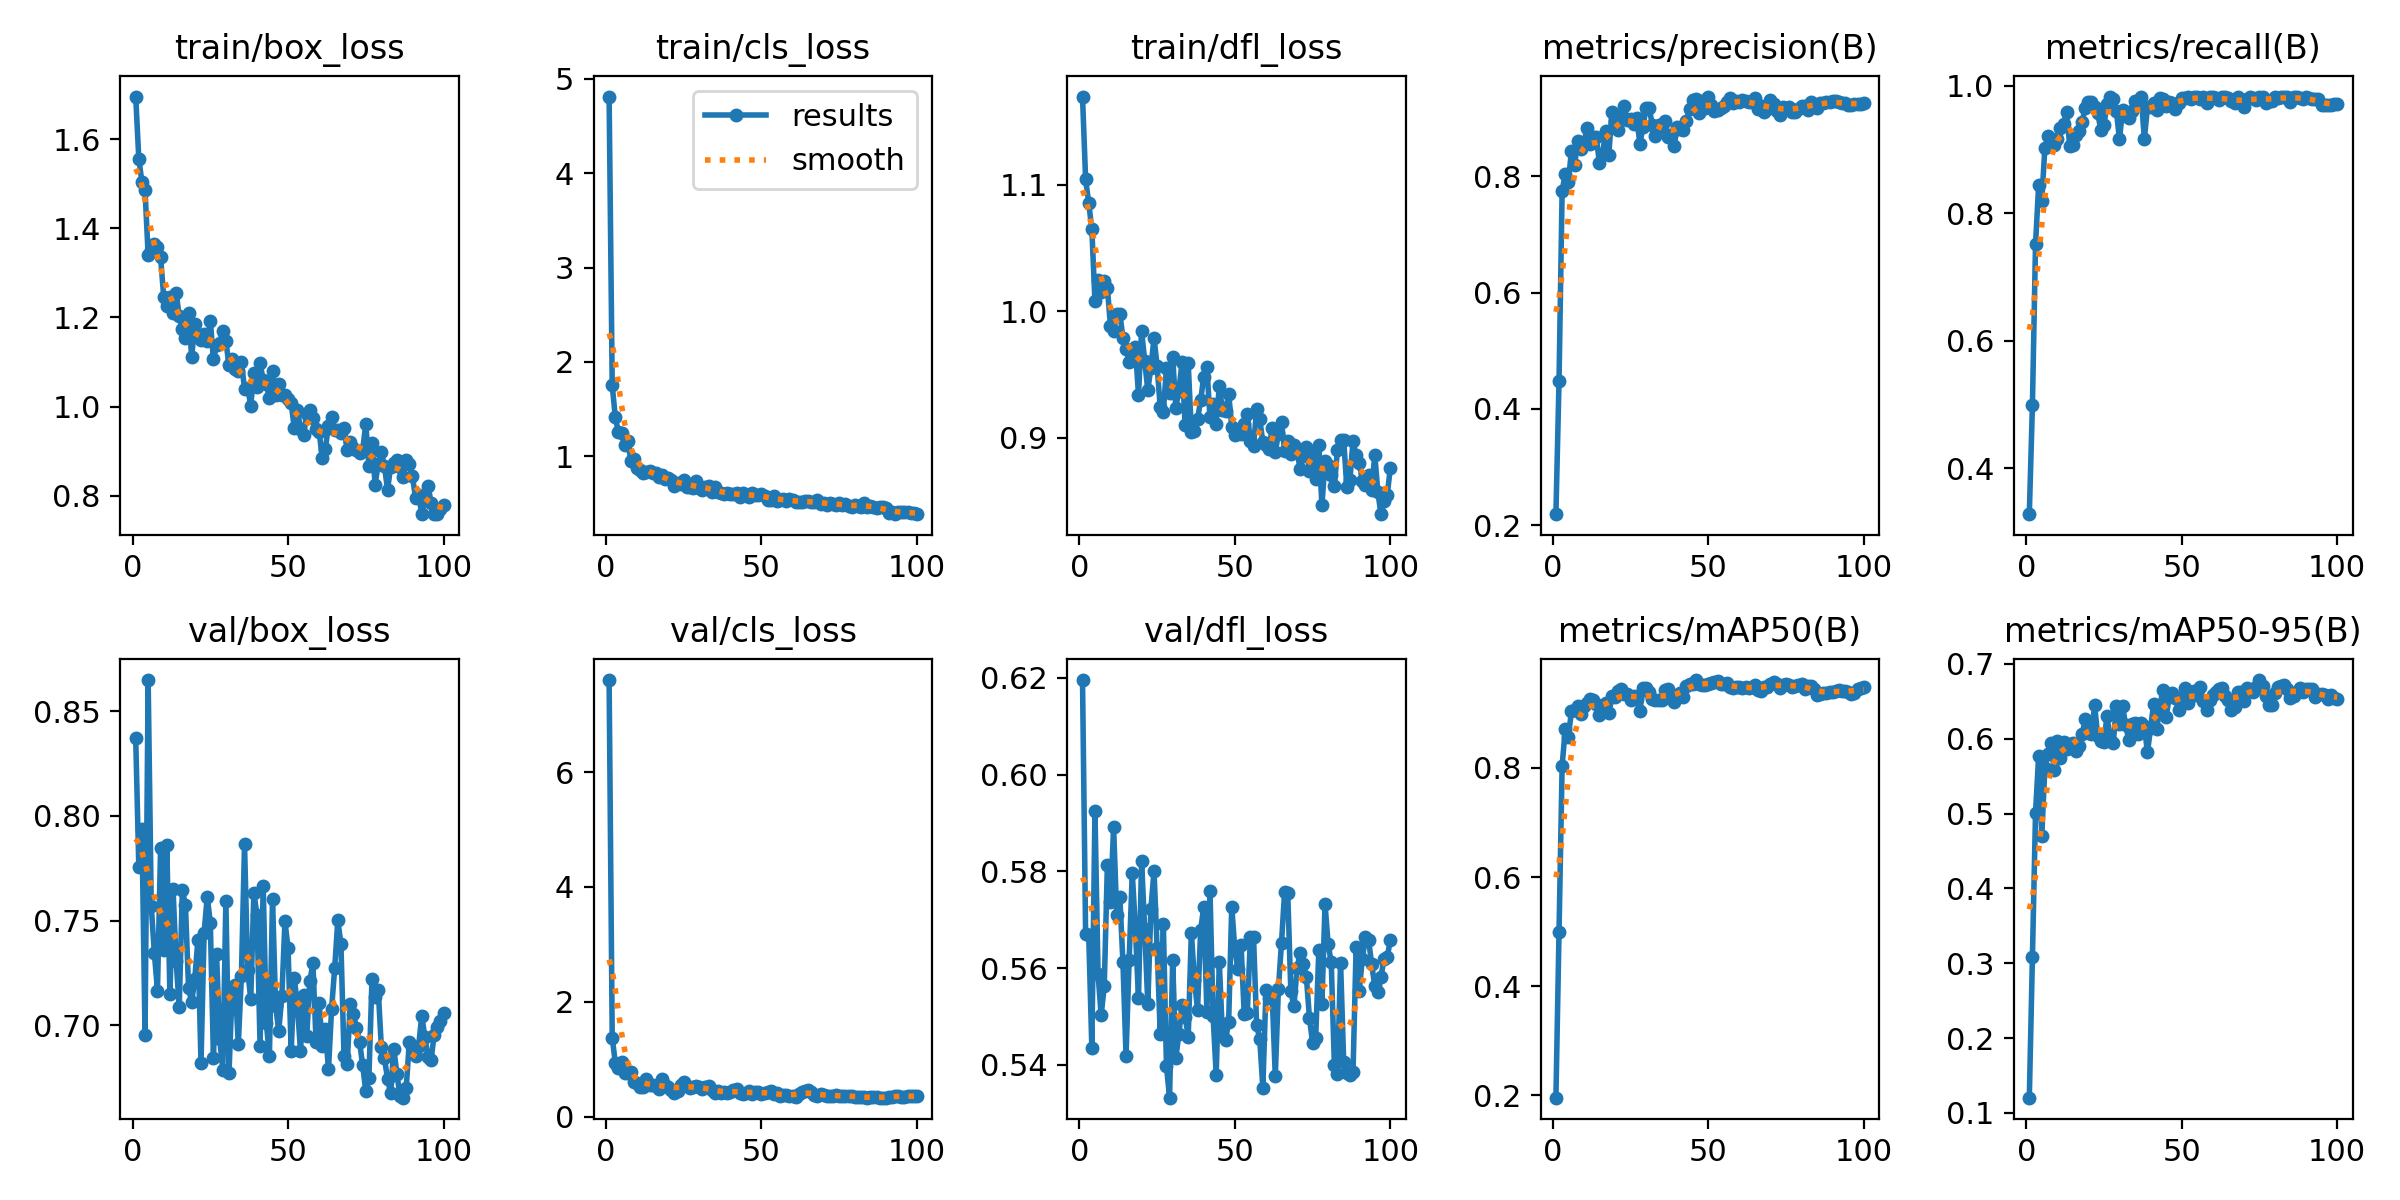 train/box_loss
1.6
1.4
1.2
1.0
0.8
0 50 100
train/cls_loss
results
smooth
5
4
3
2
1
0 50 100
train/dfl_loss
1.1
1.0
0.9
0 50 100
metrics/precision(B)
0.8
0.6
0.4
0.2
0 50 100
metrics/recall(B)
1.0
0.8
0.6
0.4
0 50 100
val/box_loss
0.85
0.80
0.75
0.70
0 50 100
val/cls_loss
6
4
2
0
0 50 100
val/dfl_loss
0.62
0.60
0.58
0.56
0.54
0 50 100
metrics/mAP50(B)
0.8
0.6
0.4
0.2
0 50 100
metrics/mAP50-95(B)
0.7
0.6
0.5
0.4
0.3
0.2
0.1
0 50 100